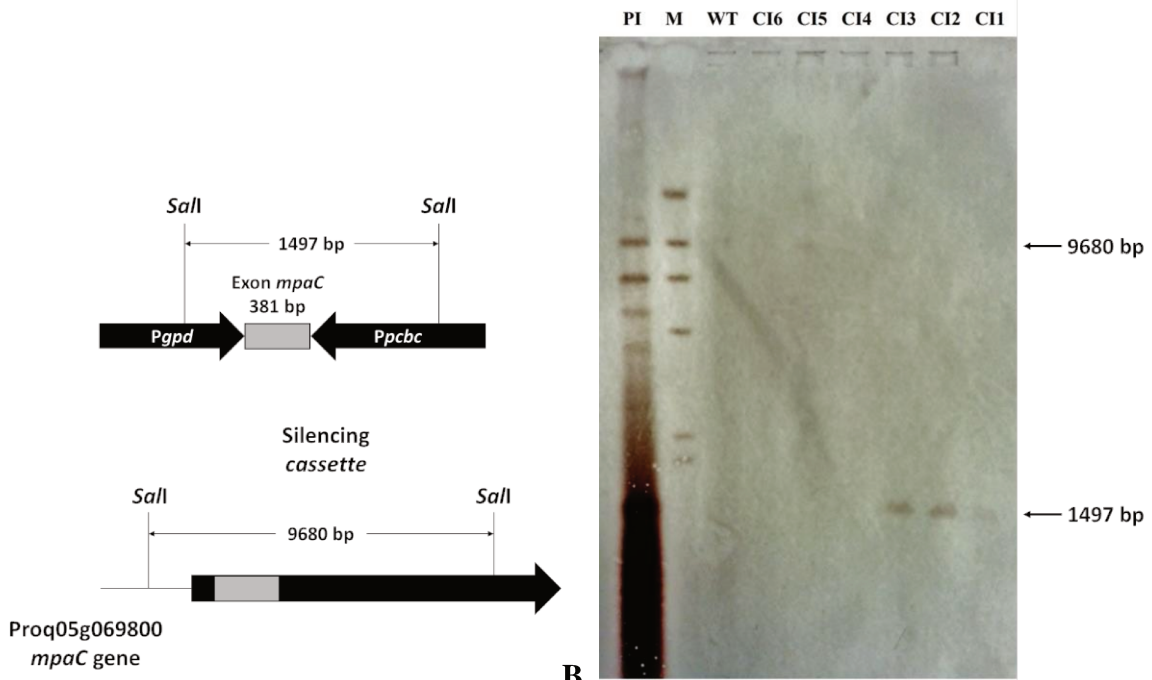 SalI
SalI
1497 bp
Exon mpaC
381 bp
Pgpd
Ppcbc
Silencing
cassette
SalI
SalI
9680 bp
Proq05g069800
mpaC gene
B
PI M WT CI6 CI5 CI4 CI3 CI2 CI1
9680 bp
1497 bp